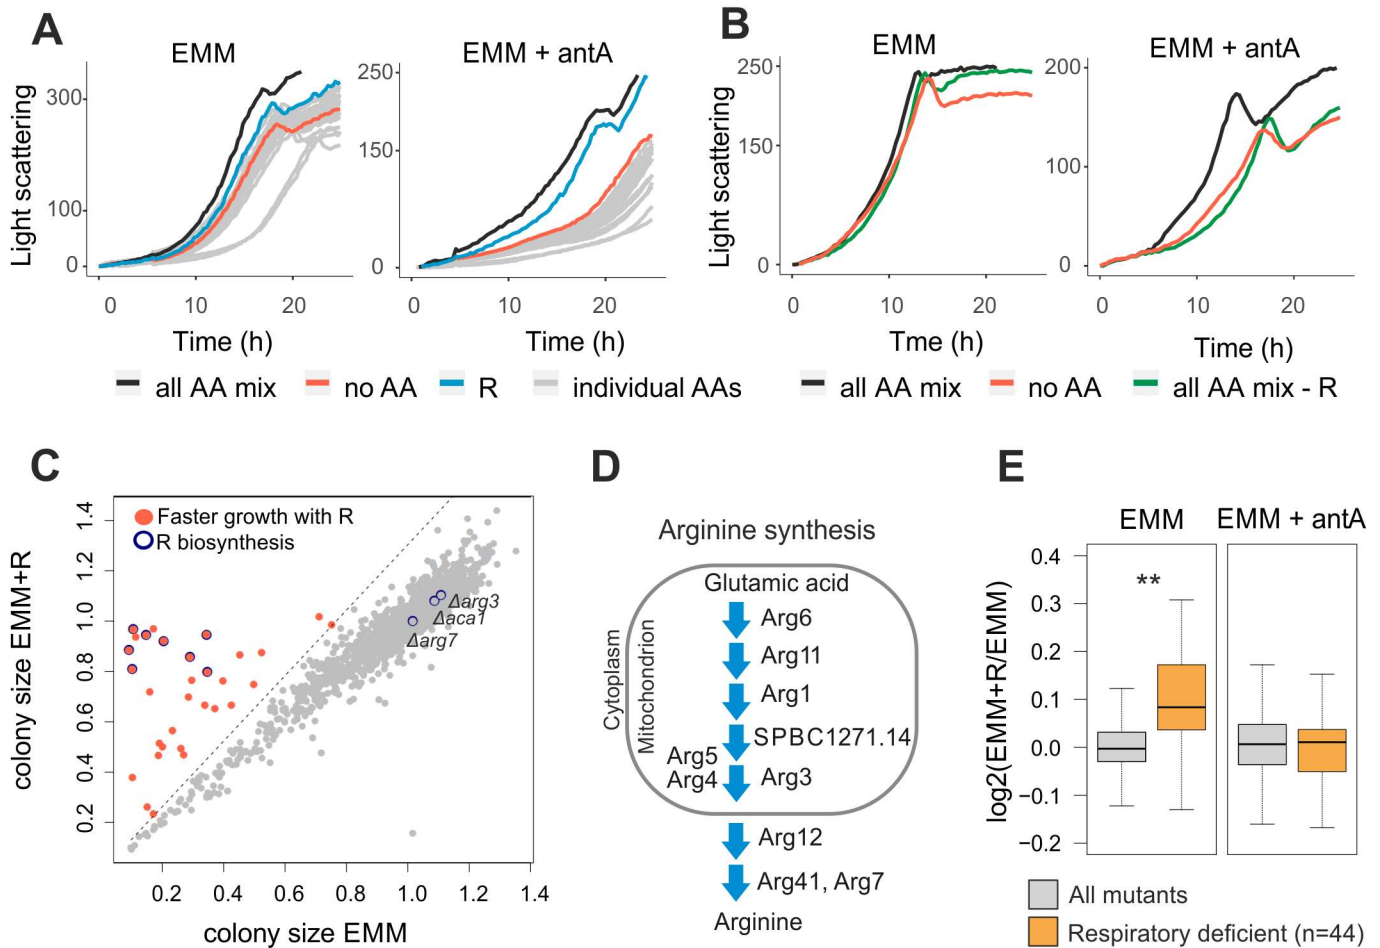 A
EMM
EMM + antA
Light scattering
300
100
0
0 10 20
Time (h)
250
150
0
0 10 20
Time (h)
all AA mix no AA R individual AAs
B
EMM
EMM + antA
Light scattering
250
150
0
0 10 20
Tme (h)
200
100
0
0 10 20
Time (h)
all AA mix no AA all AA mix - R
C
Faster growth with R
R biosynthesis
colony size EMM+R
1.4
1.2
1.0
0.8
0.6
0.4
0.2
Δarg3
Δaca1
Δarg7
0.2 0.4 0.6 0.8 1.0 1.2 1.4
colony size EMM
D
Arginine synthesis
Cytoplasm
Mitochondrion
Glutamic acid
Arg6
Arg11
Arg1
SPBC1271.14
Arg5
Arg4
Arg3
Arg12
Arg41, Arg7
Arginine
E
EMM
EMM + antA
log2(EMM+R/EMM)
0.4
0.3
0.2
0.1
0.0
−0.1
−0.2
**
All mutants
Respiratory deficient (n=44)